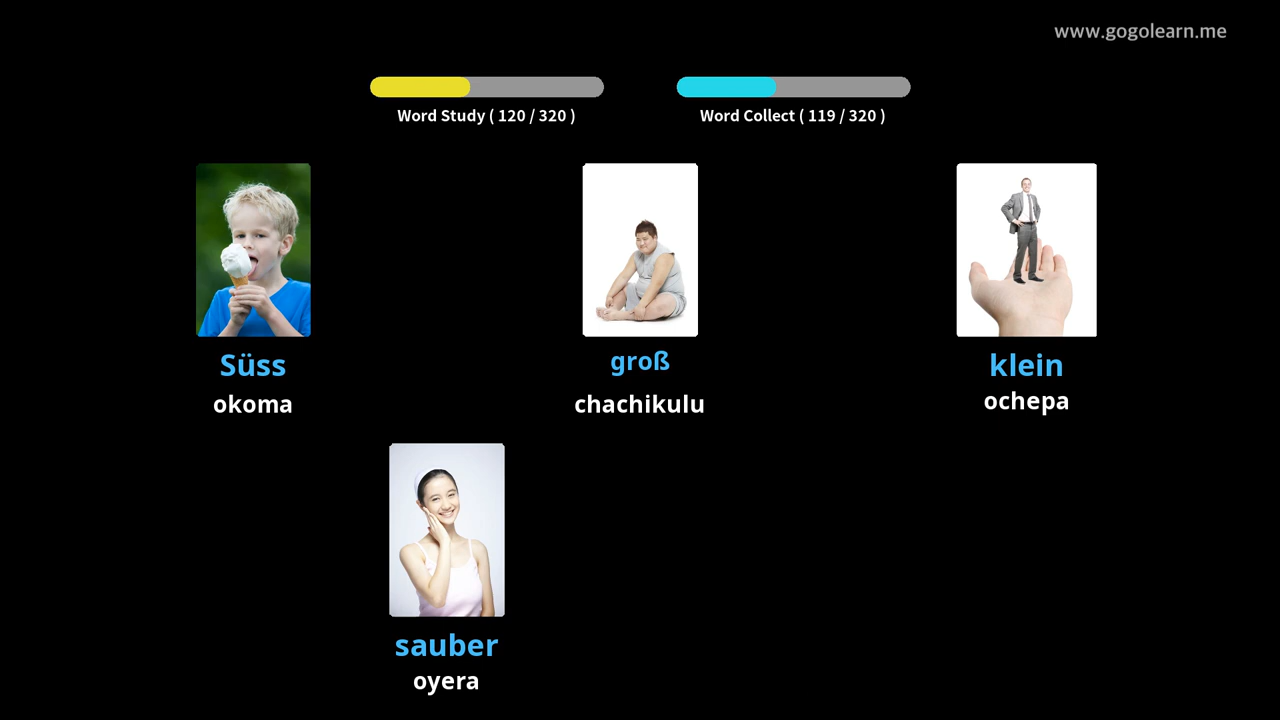 www.gogolearn.me
Word Study ( 120 / 320 )
Word Collect ( 119 / 320 )
Süss
groß
klein
okoma
chachikulu
ochepa
sauber
oyera